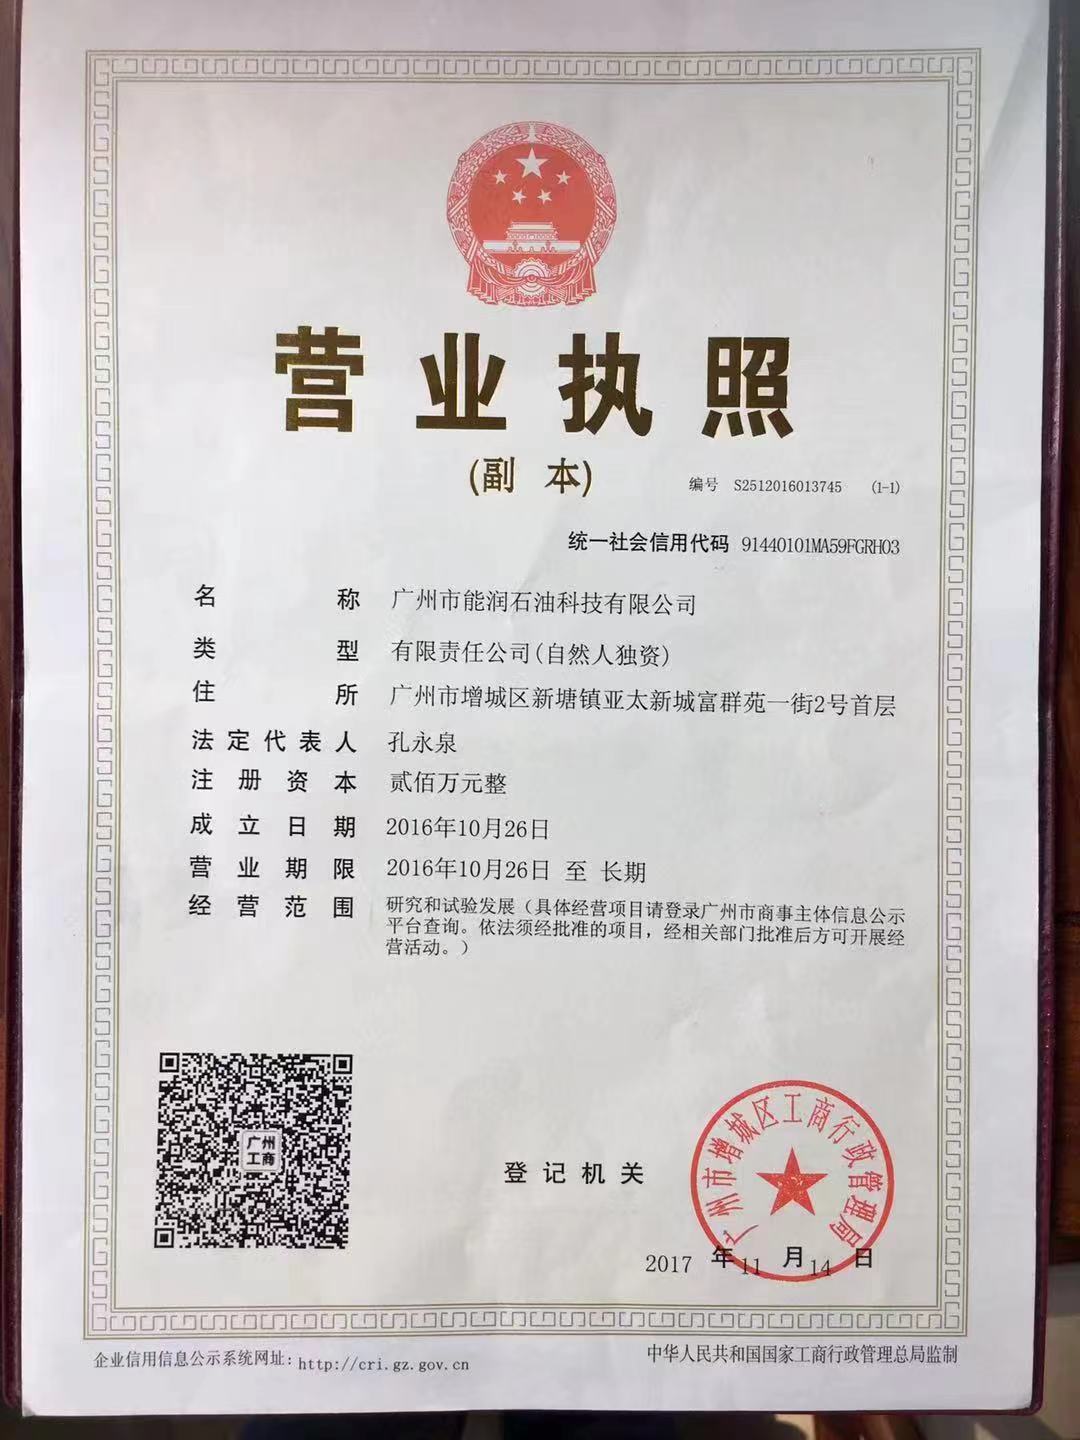 营业执照
(副 本)
编号 S2512016013745 (1-1)
统一社会信用代码 91440101MA59FGRH03
名 称 广州市能润石油科技有限公司
类 型 有限责任公司(自然人独资)
住 所 广州市增城区新塘镇亚太新城富群苑一街2号首层
法定代表人 孔永泉
注册资本 贰佰万元整
成立日期 2016年10月26日
营业期限 2016年10月26日 至 长期
经营范围 研究和试验发展（具体经营项目请登录广州市商事主体信息公示
平台查询。依法须经批准的项目，经相关部门批准后方可开展经
营活动。）
广州
工商
登记机关
广州市增城区工商行政管理局
2017 年 11 月 14 日
企业信用信息公示系统网址：http://cri.gz.gov.cn
中华人民共和国国家工商行政管理总局监制